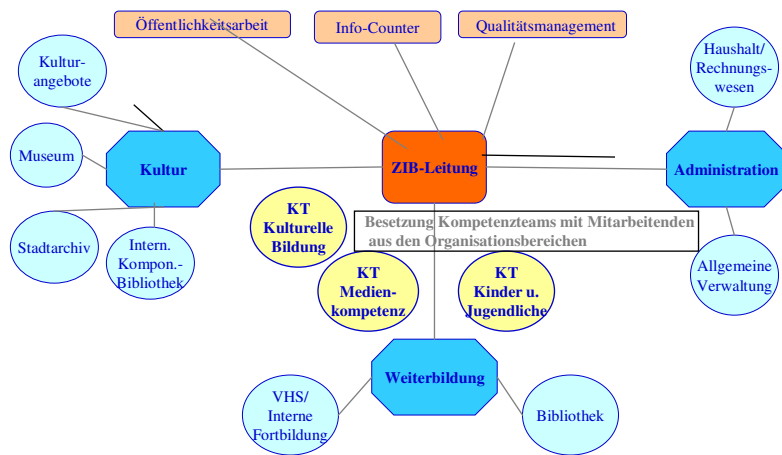 Öffentlichkeitsarbeit
Info-Counter
Qualitätsmanagement
Kultur-
angebote
Haushalt/
Rechnungs-
wesen
Museum
Kultur
ZIB-Leitung
Administration
KT
Kulturelle
Bildung
Besetzung Kompetenzteams mit Mitarbeitenden
aus den Organisationsbereichen
Stadtarchiv
Intern.
Kompon.-
Bibliothek
Allgemeine
Verwaltung
KT
Medien-
kompetenz
KT
Kinder u.
Jugendliche
Weiterbildung
VHS/
Interne
Fortbildung
Bibliothek